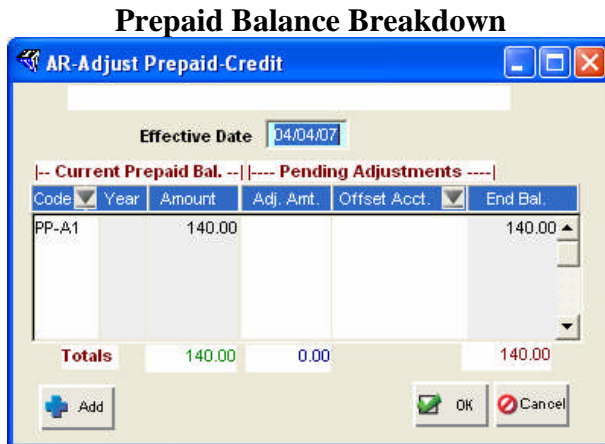 Prepaid Balance Breakdown
AR-Adjust Prepaid-Credit
Effective Date 04/04/07
|-- Current Prepaid Bal. --||---- Pending Adjustments ----|
Code Year Amount Adj. Amt. Offset Acct. End Bal.
PP-A1 140.00 140.00
Totals 140.00 0.00 140.00
Add OK Cancel